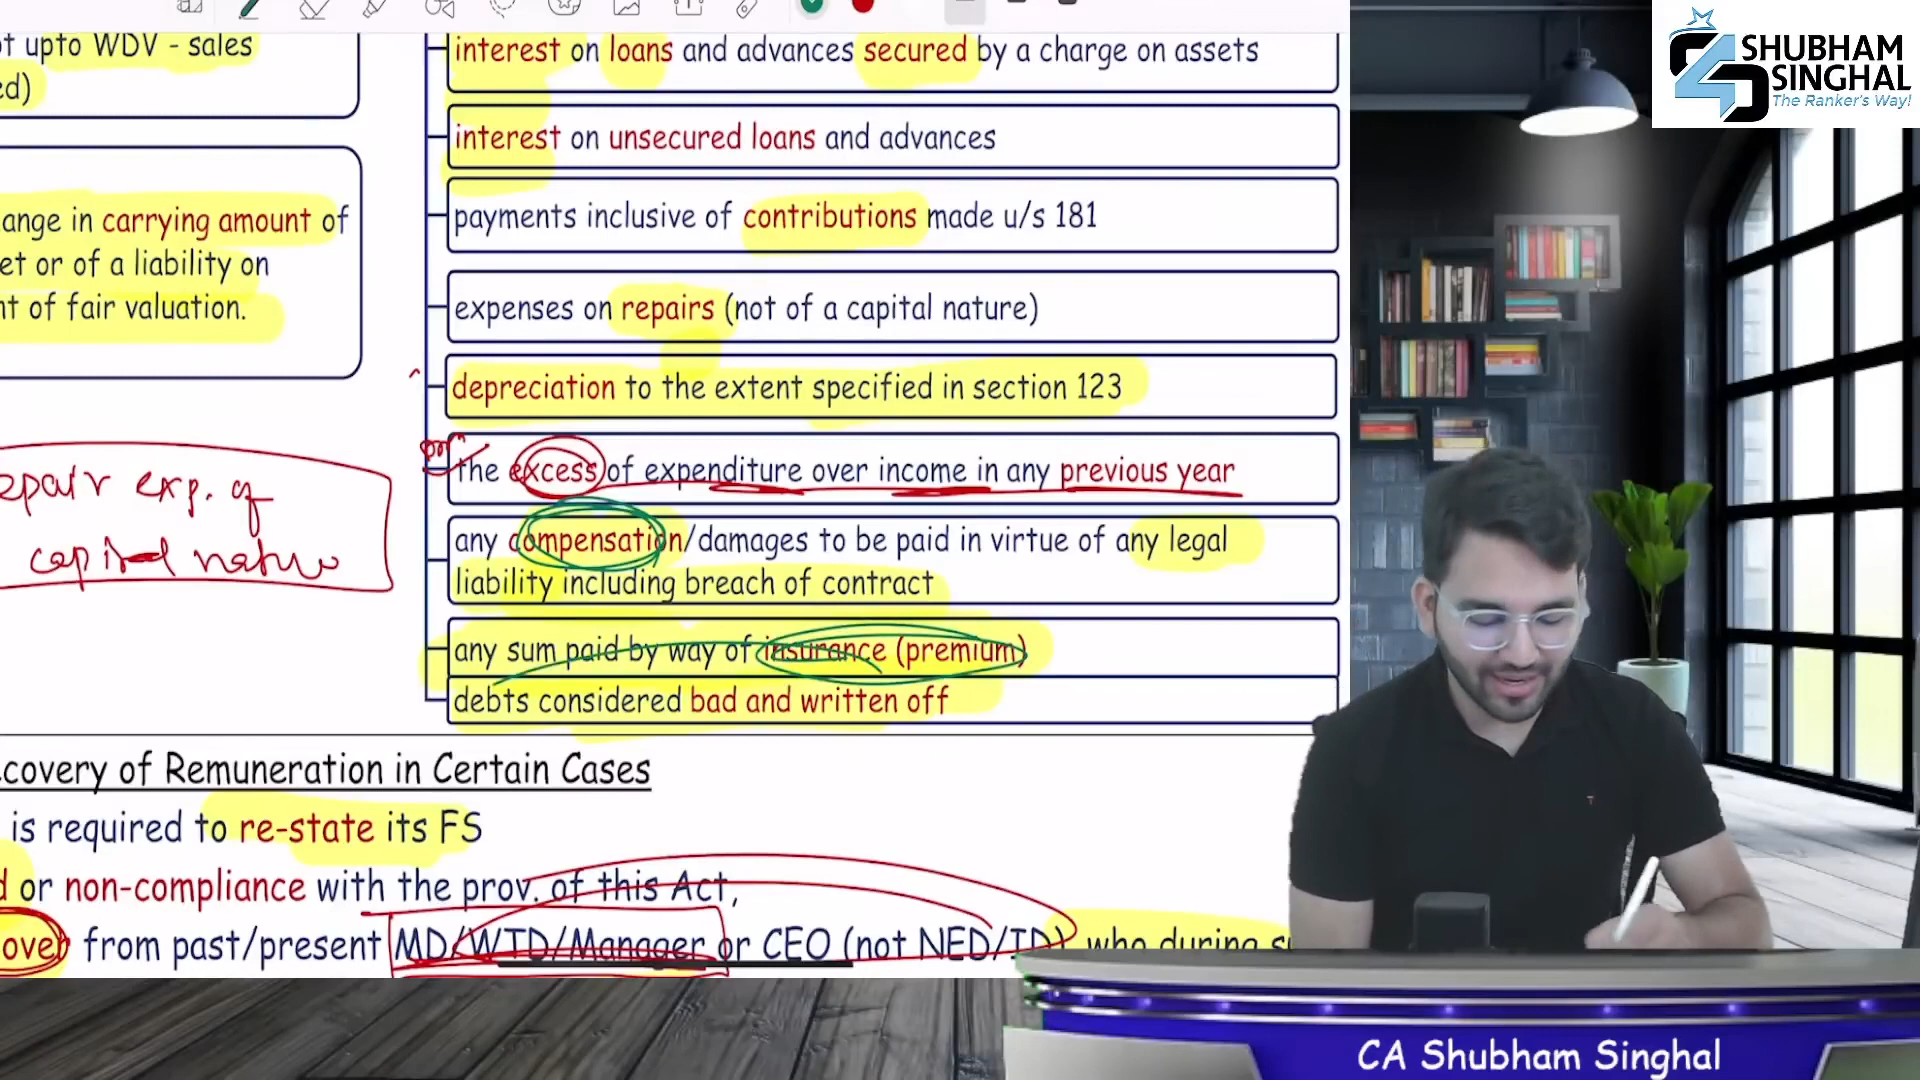 t upto WDV - sales
ed)
ange in carrying amount of
et or of a liability on
nt of fair valuation.
epair exp. of
capital nature
interest on loans and advances secured by a charge on assets
interest on unsecured loans and advances
payments inclusive of contributions made u/s 181
expenses on repairs (not of a capital nature)
depreciation to the extent specified in section 123
the excess of expenditure over income in any previous year
any compensation/damages to be paid in virtue of any legal
liability including breach of contract
any sum paid by way of insurance (premium)
debts considered bad and written off
covery of Remuneration in Certain Cases
is required to re-state its FS
d or non-compliance with the prov. of this Act,
over from past/present MD/WTD/Manager or CEO (not NED/ID) who during s
SHUBHAM
SINGHAL
The Ranker's Way!
CA Shubham Singhal